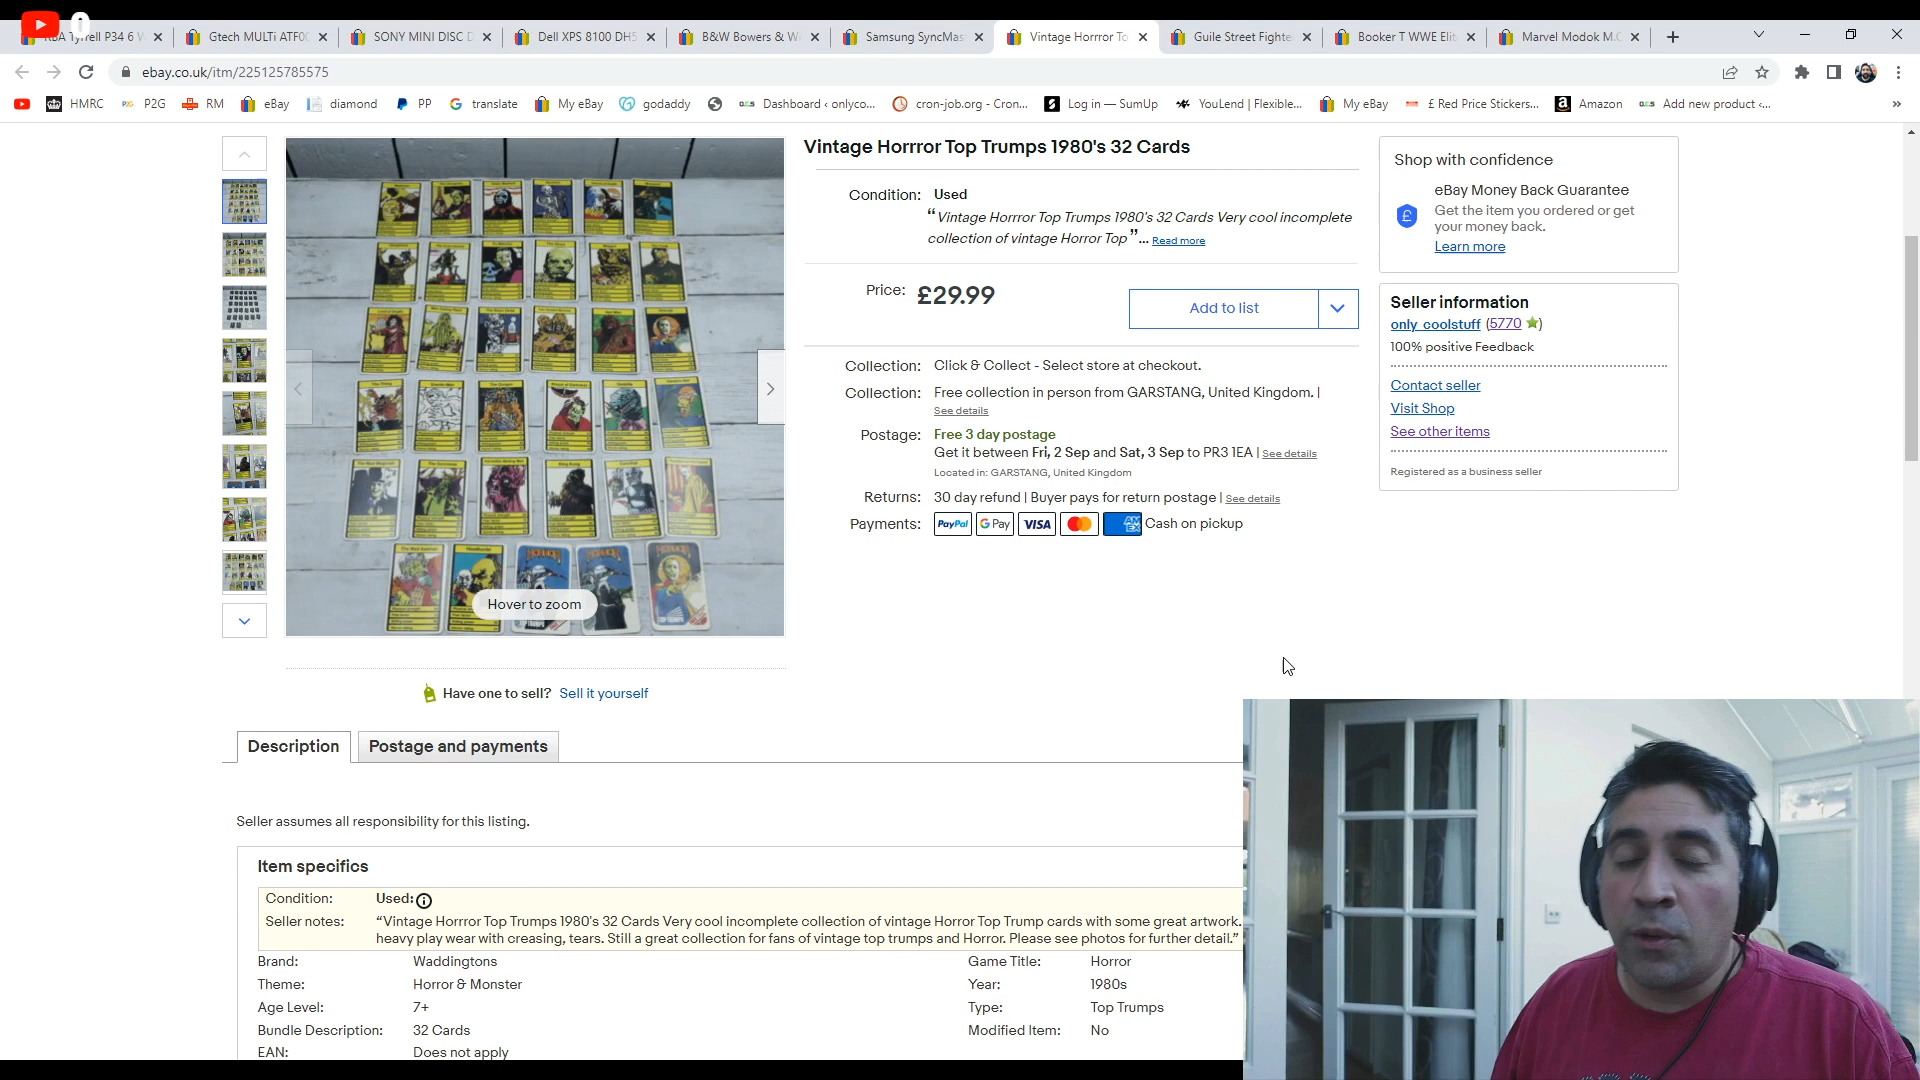 RBA Tyrrell P34 6 W
Gtech MULTi ATF00
SONY MINI DISC D
Dell XPS 8100 DH5
B&W Bowers & Wi
Samsung SyncMas
Vintage Horrror To
Guile Street Fighte
Booker T WWE Elit
Marvel Modok M.O
ebay.co.uk/itm/225125785575
HMRC
P2G
RM
eBay
diamond
PP
translate
My eBay
godaddy
Dashboard ‹ onlyco...
cron-job.org - Cron...
Log in — SumUp
YouLend | Flexible...
My eBay
£ Red Price Stickers...
Amazon
Add new product ‹...
Vintage Horrror Top Trumps 1980's 32 Cards
Condition: Used
“Vintage Horrror Top Trumps 1980's 32 Cards Very cool incomplete
collection of vintage Horror Top”... Read more
Price: £29.99
Add to list
Collection: Click & Collect - Select store at checkout.
Collection: Free collection in person from GARSTANG, United Kingdom. |
See details
Postage: Free 3 day postage
Get it between Fri, 2 Sep and Sat, 3 Sep to PR3 1EA | See details
Located in: GARSTANG, United Kingdom
Returns: 30 day refund | Buyer pays for return postage | See details
Payments: PayPal G Pay VISA AM EX Cash on pickup
Shop with confidence
eBay Money Back Guarantee
Get the item you ordered or get
your money back.
Learn more
Seller information
only_coolstuff (5770)
100% positive Feedback
Contact seller
Visit Shop
See other items
Registered as a business seller
Hover to zoom
Have one to sell? Sell it yourself
Description
Postage and payments
Seller assumes all responsibility for this listing.
Item specifics
Condition: Used:
Seller notes: “Vintage Horrror Top Trumps 1980's 32 Cards Very cool incomplete collection of vintage Horror Top Trump cards with some great artwork.
heavy play wear with creasing, tears. Still a great collection for fans of vintage top trumps and Horror. Please see photos for further detail.”
Brand: Waddingtons
Game Title: Horror
Theme: Horror & Monster
Year: 1980s
Age Level: 7+
Type: Top Trumps
Bundle Description: 32 Cards
Modified Item: No
EAN: Does not apply